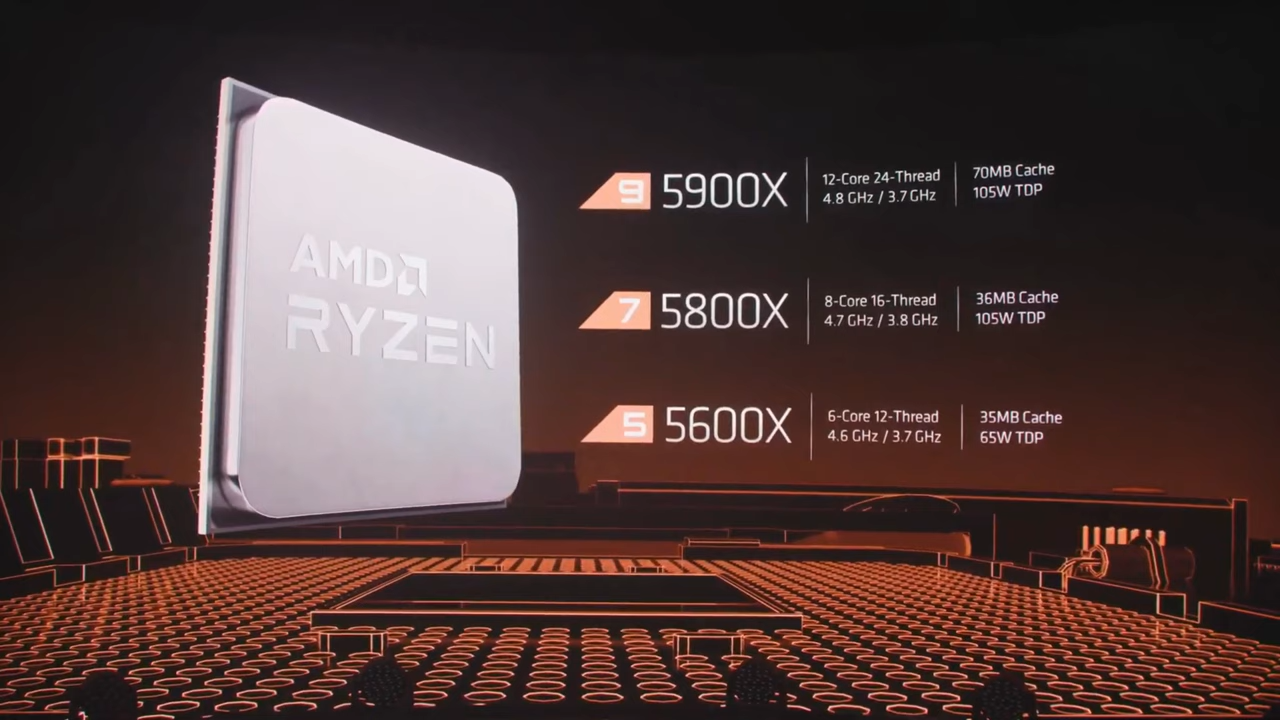 AMD
RYZEN
9 5900X
12-Core 24-Thread
4.8 GHz / 3.7 GHz
70MB Cache
105W TDP
7 5800X
8-Core 16-Thread
4.7 GHz / 3.8 GHz
36MB Cache
105W TDP
5 5600X
6-Core 12-Thread
4.6 GHz / 3.7 GHz
35MB Cache
65W TDP